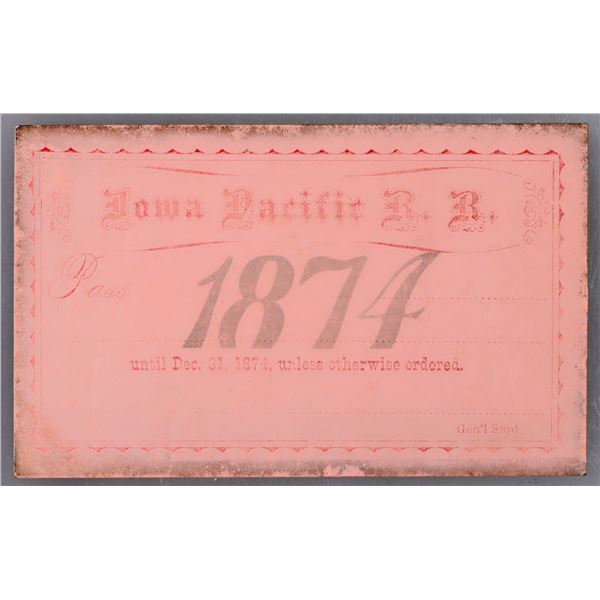 Iowa Pacific R. R.
Pass
1874
until Dec. 31, 1874, unless otherwise ordered.
Gen'l Supt.